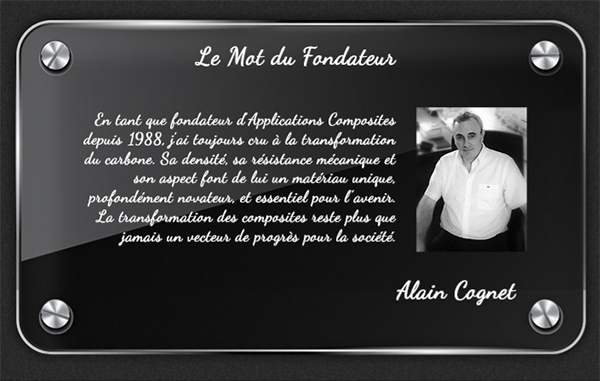 Le Mot du Fondateur
En tant que fondateur d'Applications Composites
depuis 1988, j'ai toujours cru à la transformation
du carbone. Sa densité, sa résistance mécanique et
son aspect font de lui un matériau unique,
profondément novateur, et essentiel pour l'avenir.
La transformation des composites reste plus que
jamais un vecteur de progrès pour la société.
Alain Cognet